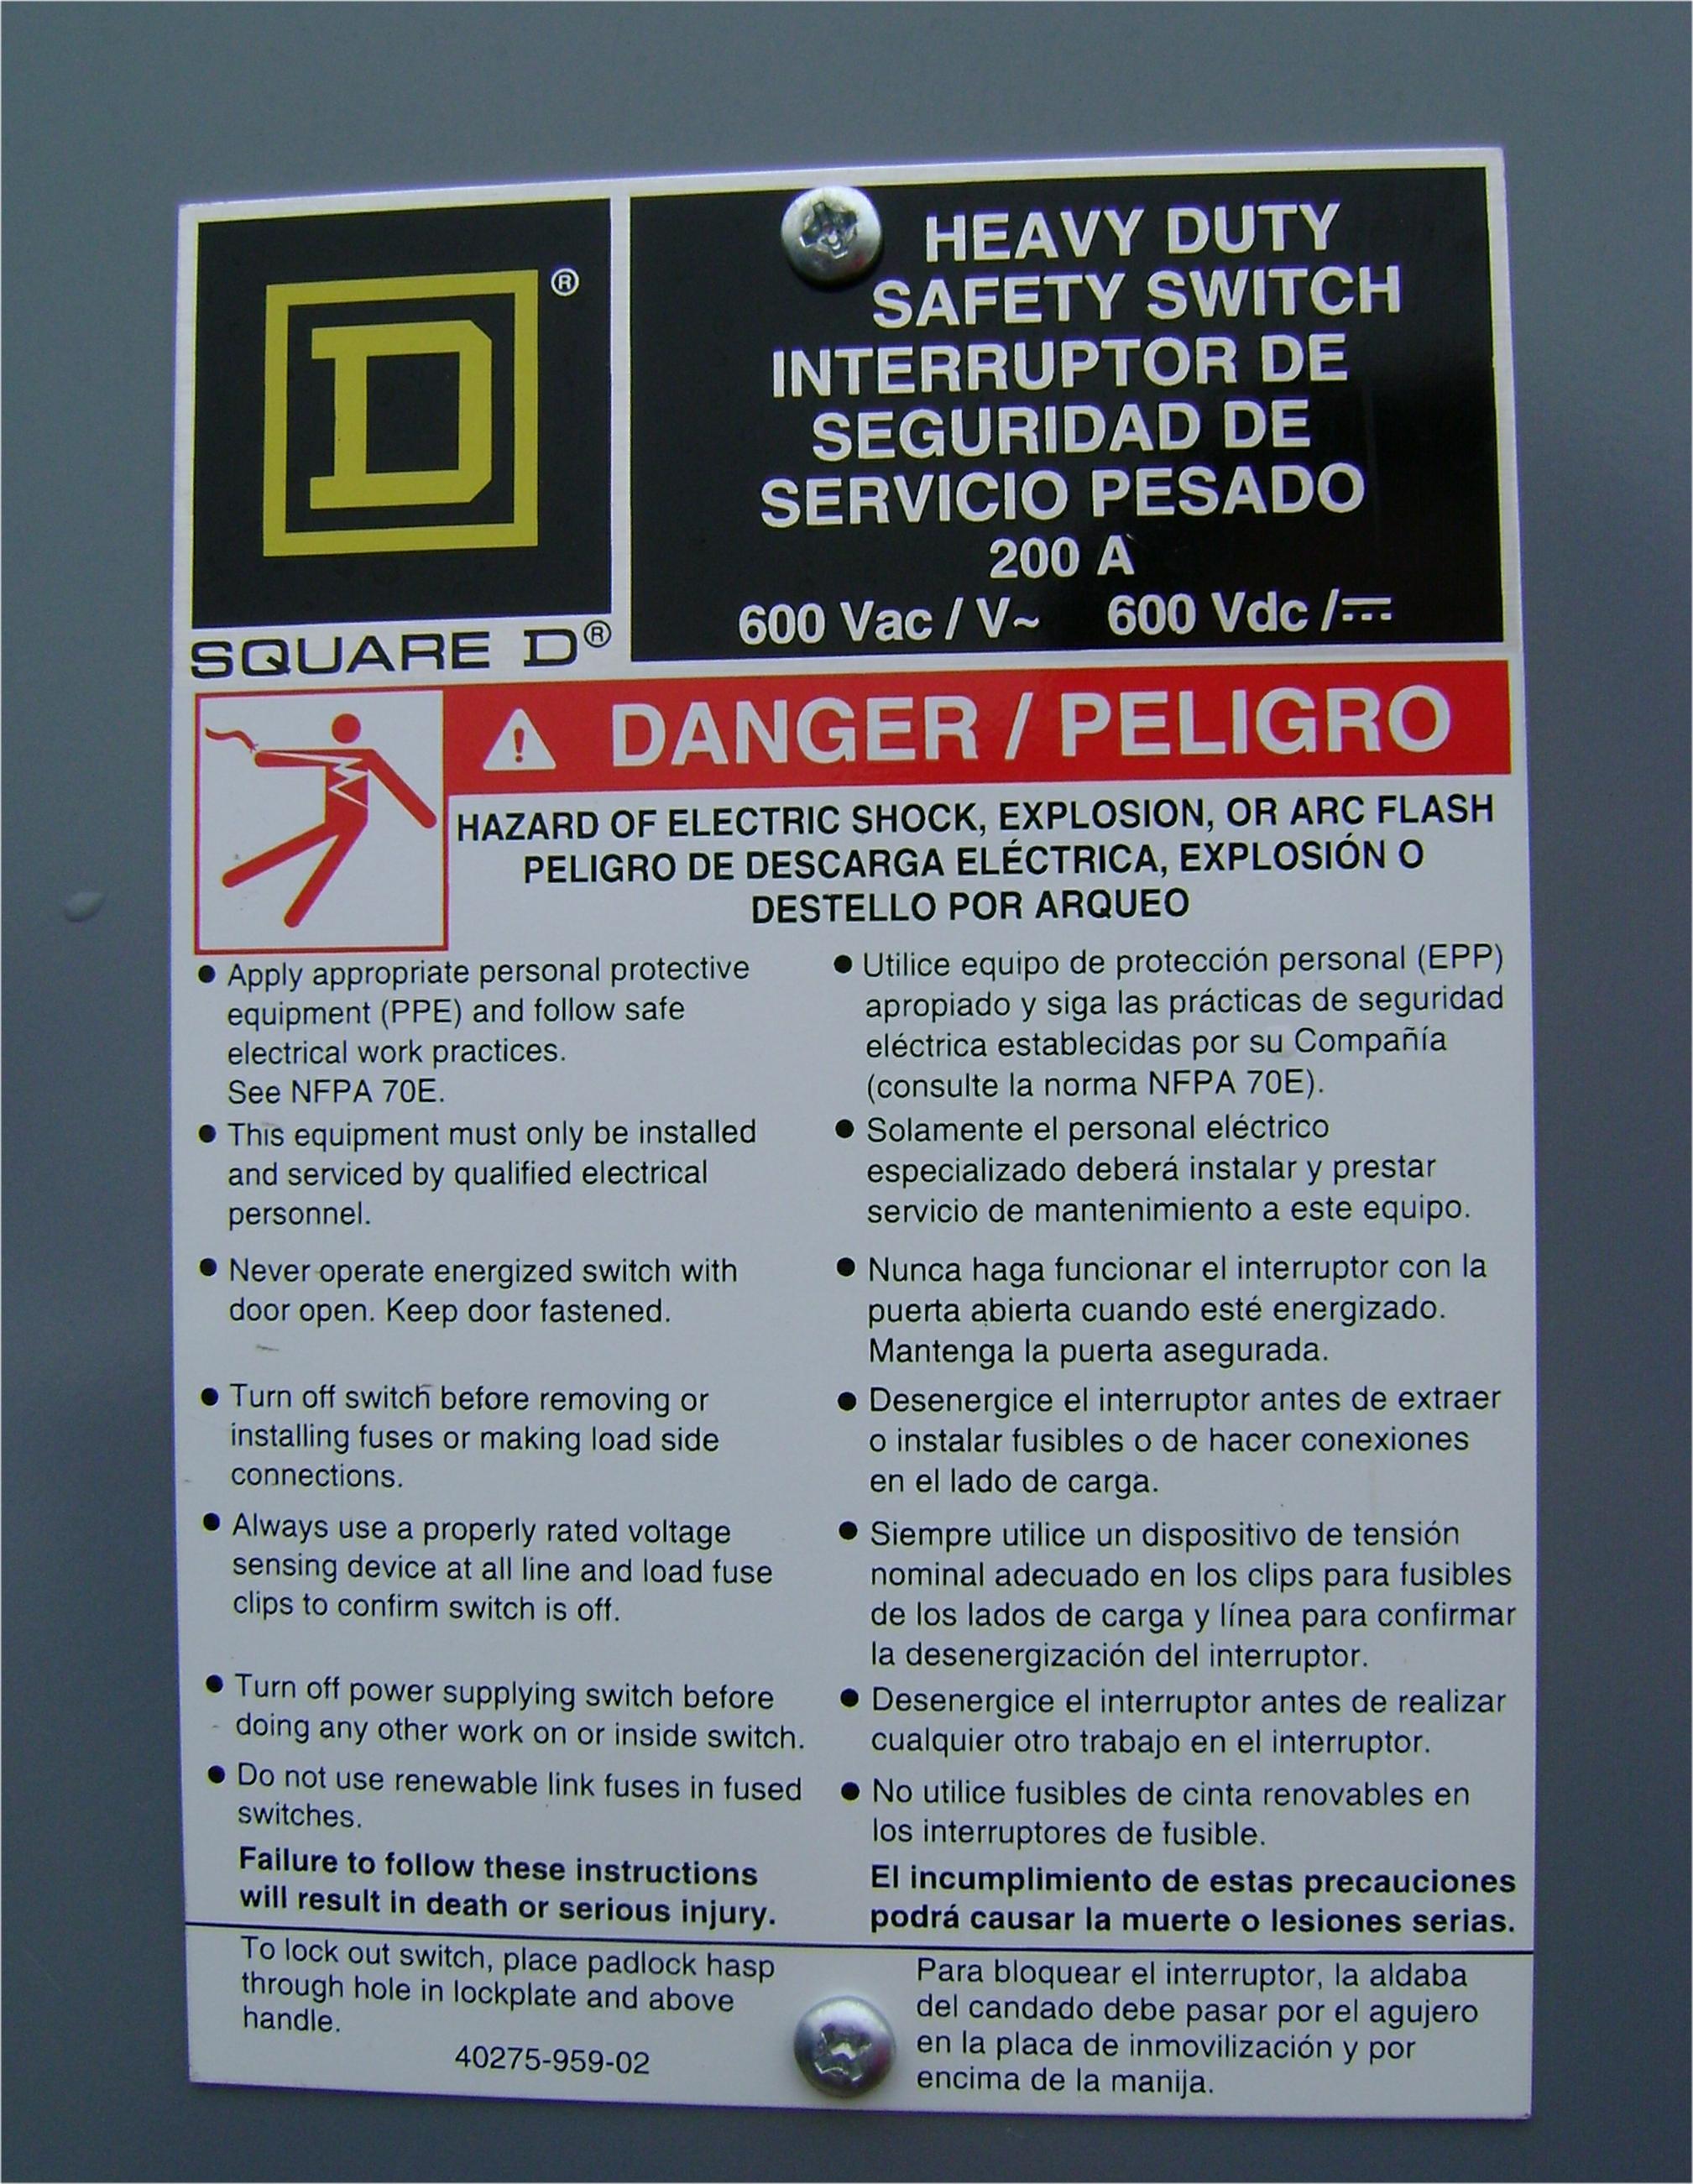 D®
SQUARE D®
HEAVY DUTY
SAFETY SWITCH
INTERRUPTOR DE
SEGURIDAD DE
SERVICIO PESADO
200 A
600 Vac / V~ 600 Vdc /⎓
DANGER / PELIGRO
HAZARD OF ELECTRIC SHOCK, EXPLOSION, OR ARC FLASH
PELIGRO DE DESCARGA ELÉCTRICA, EXPLOSIÓN O
DESTELLO POR ARQUEO
● Apply appropriate personal protective
equipment (PPE) and follow safe
electrical work practices.
See NFPA 70E.
● This equipment must only be installed
and serviced by qualified electrical
personnel.
● Never operate energized switch with
door open. Keep door fastened.
● Turn off switch before removing or
installing fuses or making load side
connections.
● Always use a properly rated voltage
sensing device at all line and load fuse
clips to confirm switch is off.
● Turn off power supplying switch before
doing any other work on or inside switch.
● Do not use renewable link fuses in fused
switches.
Failure to follow these instructions
will result in death or serious injury.
● Utilice equipo de protección personal (EPP)
apropiado y siga las prácticas de seguridad
eléctrica establecidas por su Compañía
(consulte la norma NFPA 70E).
● Solamente el personal eléctrico
especializado deberá instalar y prestar
servicio de mantenimiento a este equipo.
● Nunca haga funcionar el interruptor con la
puerta abierta cuando esté energizado.
Mantenga la puerta asegurada.
● Desenergice el interruptor antes de extraer
o instalar fusibles o de hacer conexiones
en el lado de carga.
● Siempre utilice un dispositivo de tensión
nominal adecuado en los clips para fusibles
de los lados de carga y línea para confirmar
la desenergización del interruptor.
● Desenergice el interruptor antes de realizar
cualquier otro trabajo en el interruptor.
● No utilice fusibles de cinta renovables en
los interruptores de fusible.
El incumplimiento de estas precauciones
podrá causar la muerte o lesiones serias.
To lock out switch, place padlock hasp
through hole in lockplate and above
handle.
40275-959-02
Para bloquear el interruptor, la aldaba
del candado debe pasar por el agujero
en la placa de inmovilización y por
encima de la manija.